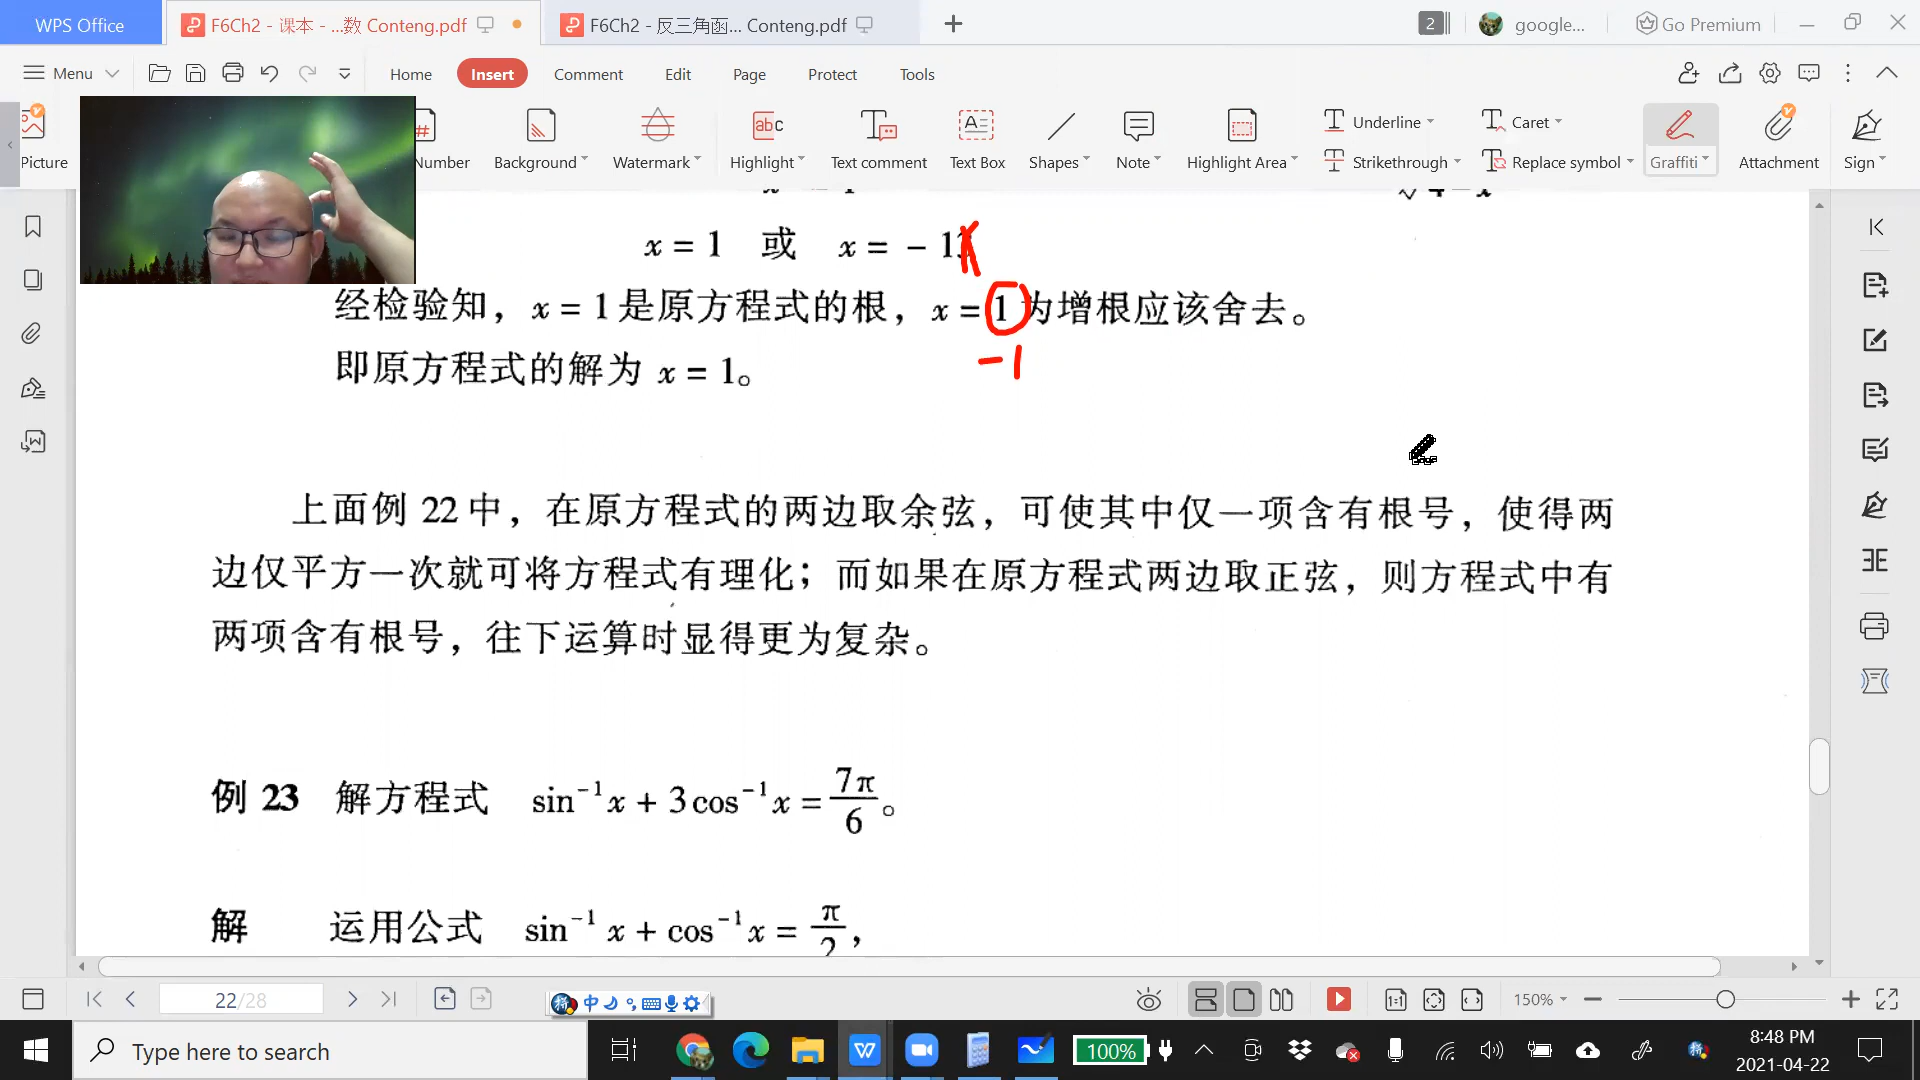 WPS Office
F6Ch2 - 课本 - ...数 Conteng.pdf
F6Ch2 - 反三角函... Conteng.pdf
2
google...
Go Premium
Menu
Home
Insert
Comment
Edit
Page
Protect
Tools
Picture
Number
Background
Watermark
Highlight
Text comment
Text Box
Shapes
Note
Highlight Area
Underline
Strikethrough
Caret
Replace symbol
Graffiti
Attachment
Sign
x = 1 或 x = - 1
经检验知，x = 1 是原方程式的根，x = 1 为增根应该舍去。
-1
即原方程式的解为 x = 1。
上面例 22 中，在原方程式的两边取余弦，可使其中仅一项含有根号，使得两
边仅平方一次就可将方程式有理化；而如果在原方程式两边取正弦，则方程式中有
两项含有根号，往下运算时显得更为复杂。
例 23 解方程式 sin⁻¹x + 3cos⁻¹x = 7π/6。
解 运用公式 sin⁻¹x + cos⁻¹x = π/2，
22/28
中
150%
Type here to search
100%
8:48 PM
2021-04-22